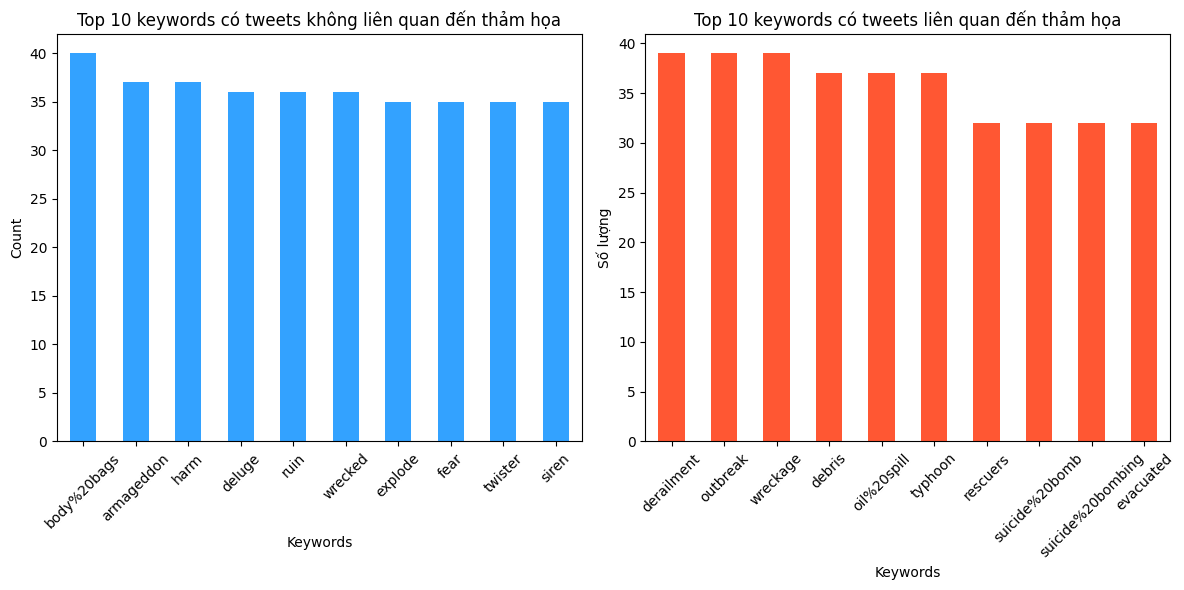 Top 10 keywords có tweets không liên quan đến thảm họa
Count
40
35
30
25
20
15
10
5
0
body%20bags
armageddon
harm
deluge
ruin
wrecked
explode
fear
twister
siren
Keywords
Top 10 keywords có tweets liên quan đến thảm họa
Số lượng
40
35
30
25
20
15
10
5
0
derailment
outbreak
wreckage
debris
oil%20spill
typhoon
rescuers
suicide%20bomb
suicide%20bombing
evacuated
Keywords